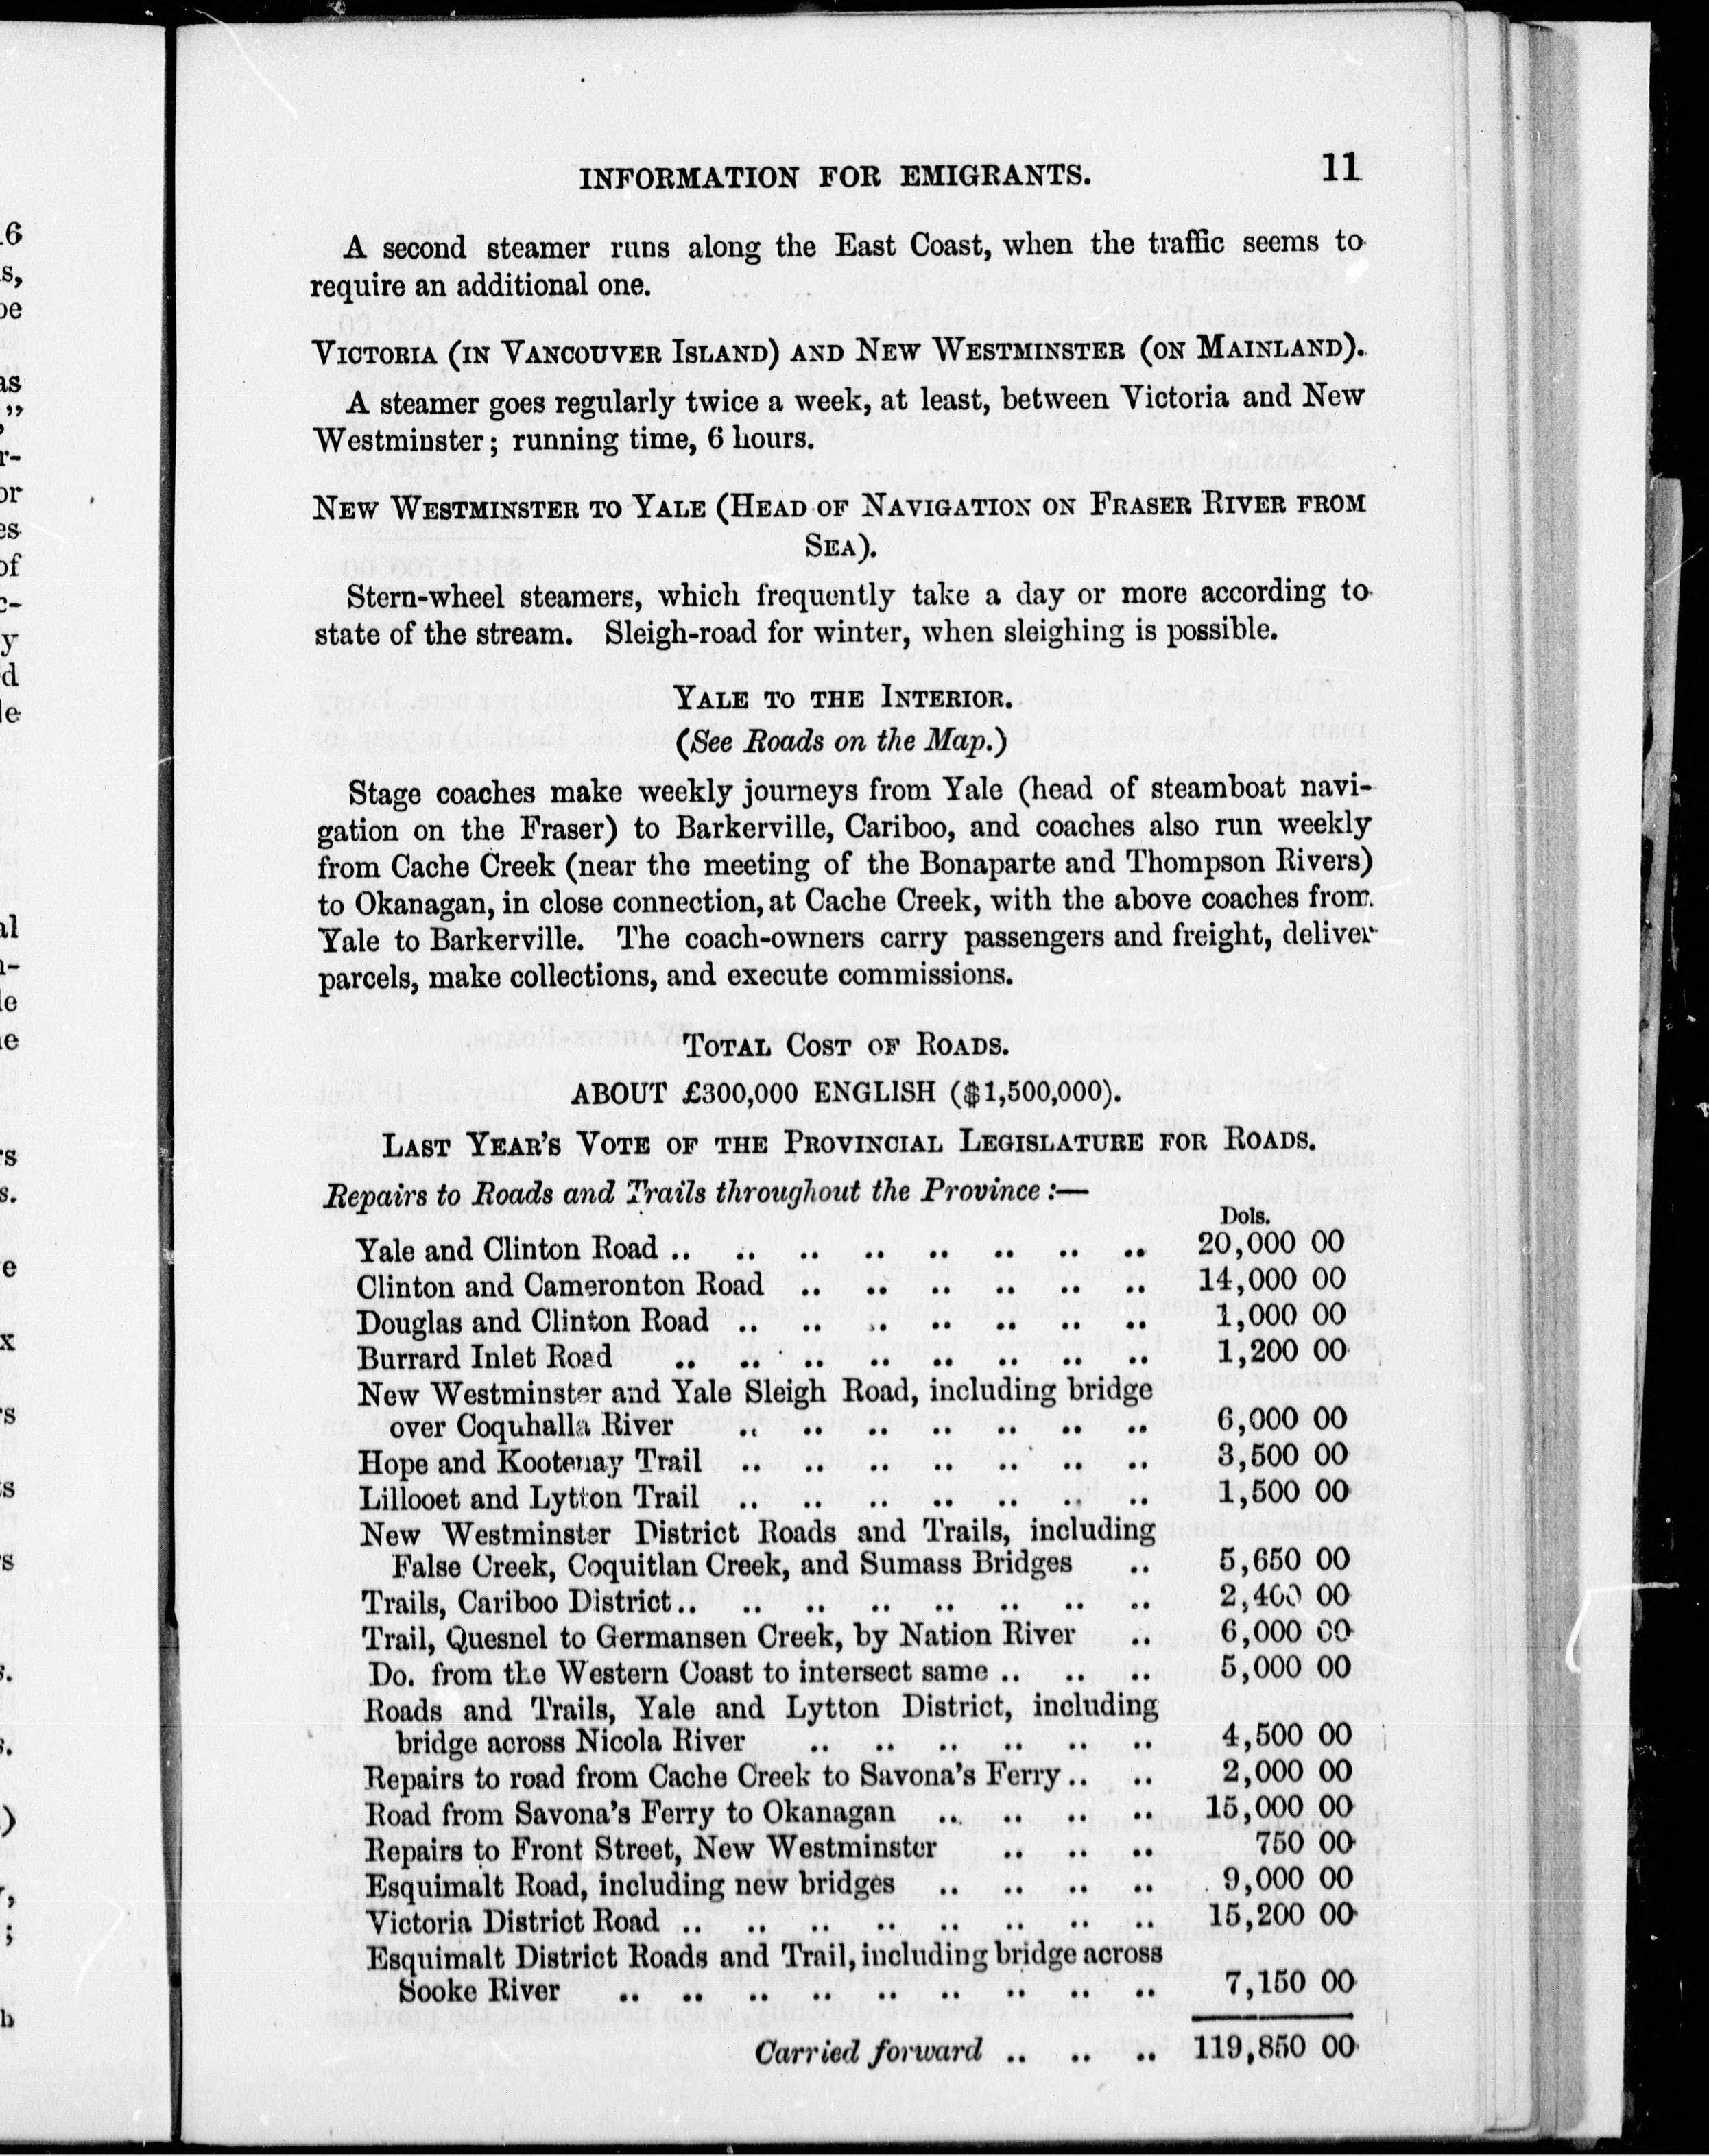 INFORMATION FOR EMIGRANTS. 11
A second steamer runs along the East Coast, when the traffic seems to
require an additional one.
VICTORIA (IN VANCOUVER ISLAND) AND NEW WESTMINSTER (ON MAINLAND).
A steamer goes regularly twice a week, at least, between Victoria and New
Westminster; running time, 6 hours.
NEW WESTMINSTER TO YALE (HEAD OF NAVIGATION ON FRASER RIVER FROM
SEA).
Stern-wheel steamers, which frequently take a day or more according to
state of the stream. Sleigh-road for winter, when sleighing is possible.
YALE TO THE INTERIOR.
(See Roads on the Map.)
Stage coaches make weekly journeys from Yale (head of steamboat navi-
gation on the Fraser) to Barkerville, Cariboo, and coaches also run weekly
from Cache Creek (near the meeting of the Bonaparte and Thompson Rivers)
to Okanagan, in close connection, at Cache Creek, with the above coaches from
Yale to Barkerville. The coach-owners carry passengers and freight, deliver
parcels, make collections, and execute commissions.
TOTAL COST OF ROADS.
ABOUT £300,000 ENGLISH ($1,500,000).
LAST YEAR'S VOTE OF THE PROVINCIAL LEGISLATURE FOR ROADS.
Repairs to Roads and Trails throughout the Province :—
Dols.
Yale and Clinton Road .. .. .. .. .. .. .. .. 20,000 00
Clinton and Cameronton Road .. .. .. .. .. .. 14,000 00
Douglas and Clinton Road .. .. .. .. .. .. .. 1,000 00
Burrard Inlet Road .. .. .. .. .. .. .. .. 1,200 00
New Westminster and Yale Sleigh Road, including bridge
over Coquhalla River .. .. .. .. .. .. .. 6,000 00
Hope and Kootenay Trail .. .. .. .. .. .. .. 3,500 00
Lillooet and Lytton Trail .. .. .. .. .. .. .. 1,500 00
New Westminster District Roads and Trails, including
False Creek, Coquitlan Creek, and Sumass Bridges .. 5,650 00
Trails, Cariboo District .. .. .. .. .. .. .. .. 2,400 00
Trail, Quesnel to Germansen Creek, by Nation River .. 6,000 00
Do. from the Western Coast to intersect same .. .. .. 5,000 00
Roads and Trails, Yale and Lytton District, including
bridge across Nicola River .. .. .. .. .. .. 4,500 00
Repairs to road from Cache Creek to Savona's Ferry .. .. 2,000 00
Road from Savona's Ferry to Okanagan .. .. .. .. 15,000 00
Repairs to Front Street, New Westminster .. .. .. 750 00
Esquimalt Road, including new bridges .. .. .. .. 9,000 00
Victoria District Road .. .. .. .. .. .. .. .. 15,200 00
Esquimalt District Roads and Trail, including bridge across
Sooke River .. .. .. .. .. .. .. .. .. 7,150 00
Carried forward .. .. .. 119,850 00